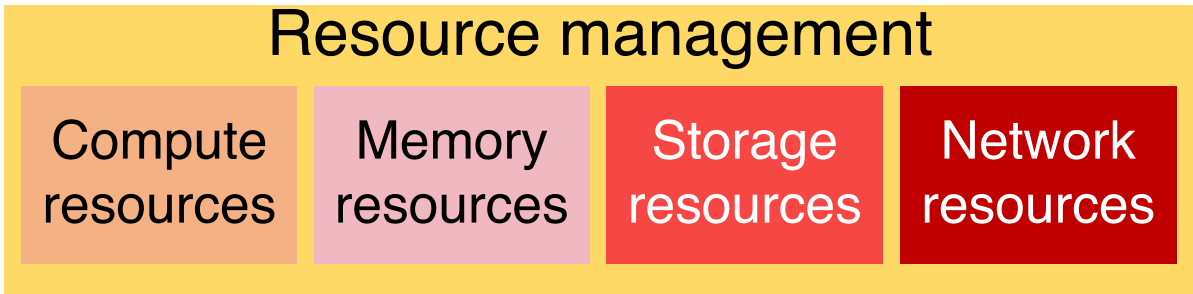 Resource management
Compute
resources
Memory
resources
Storage
resources
Network
resources